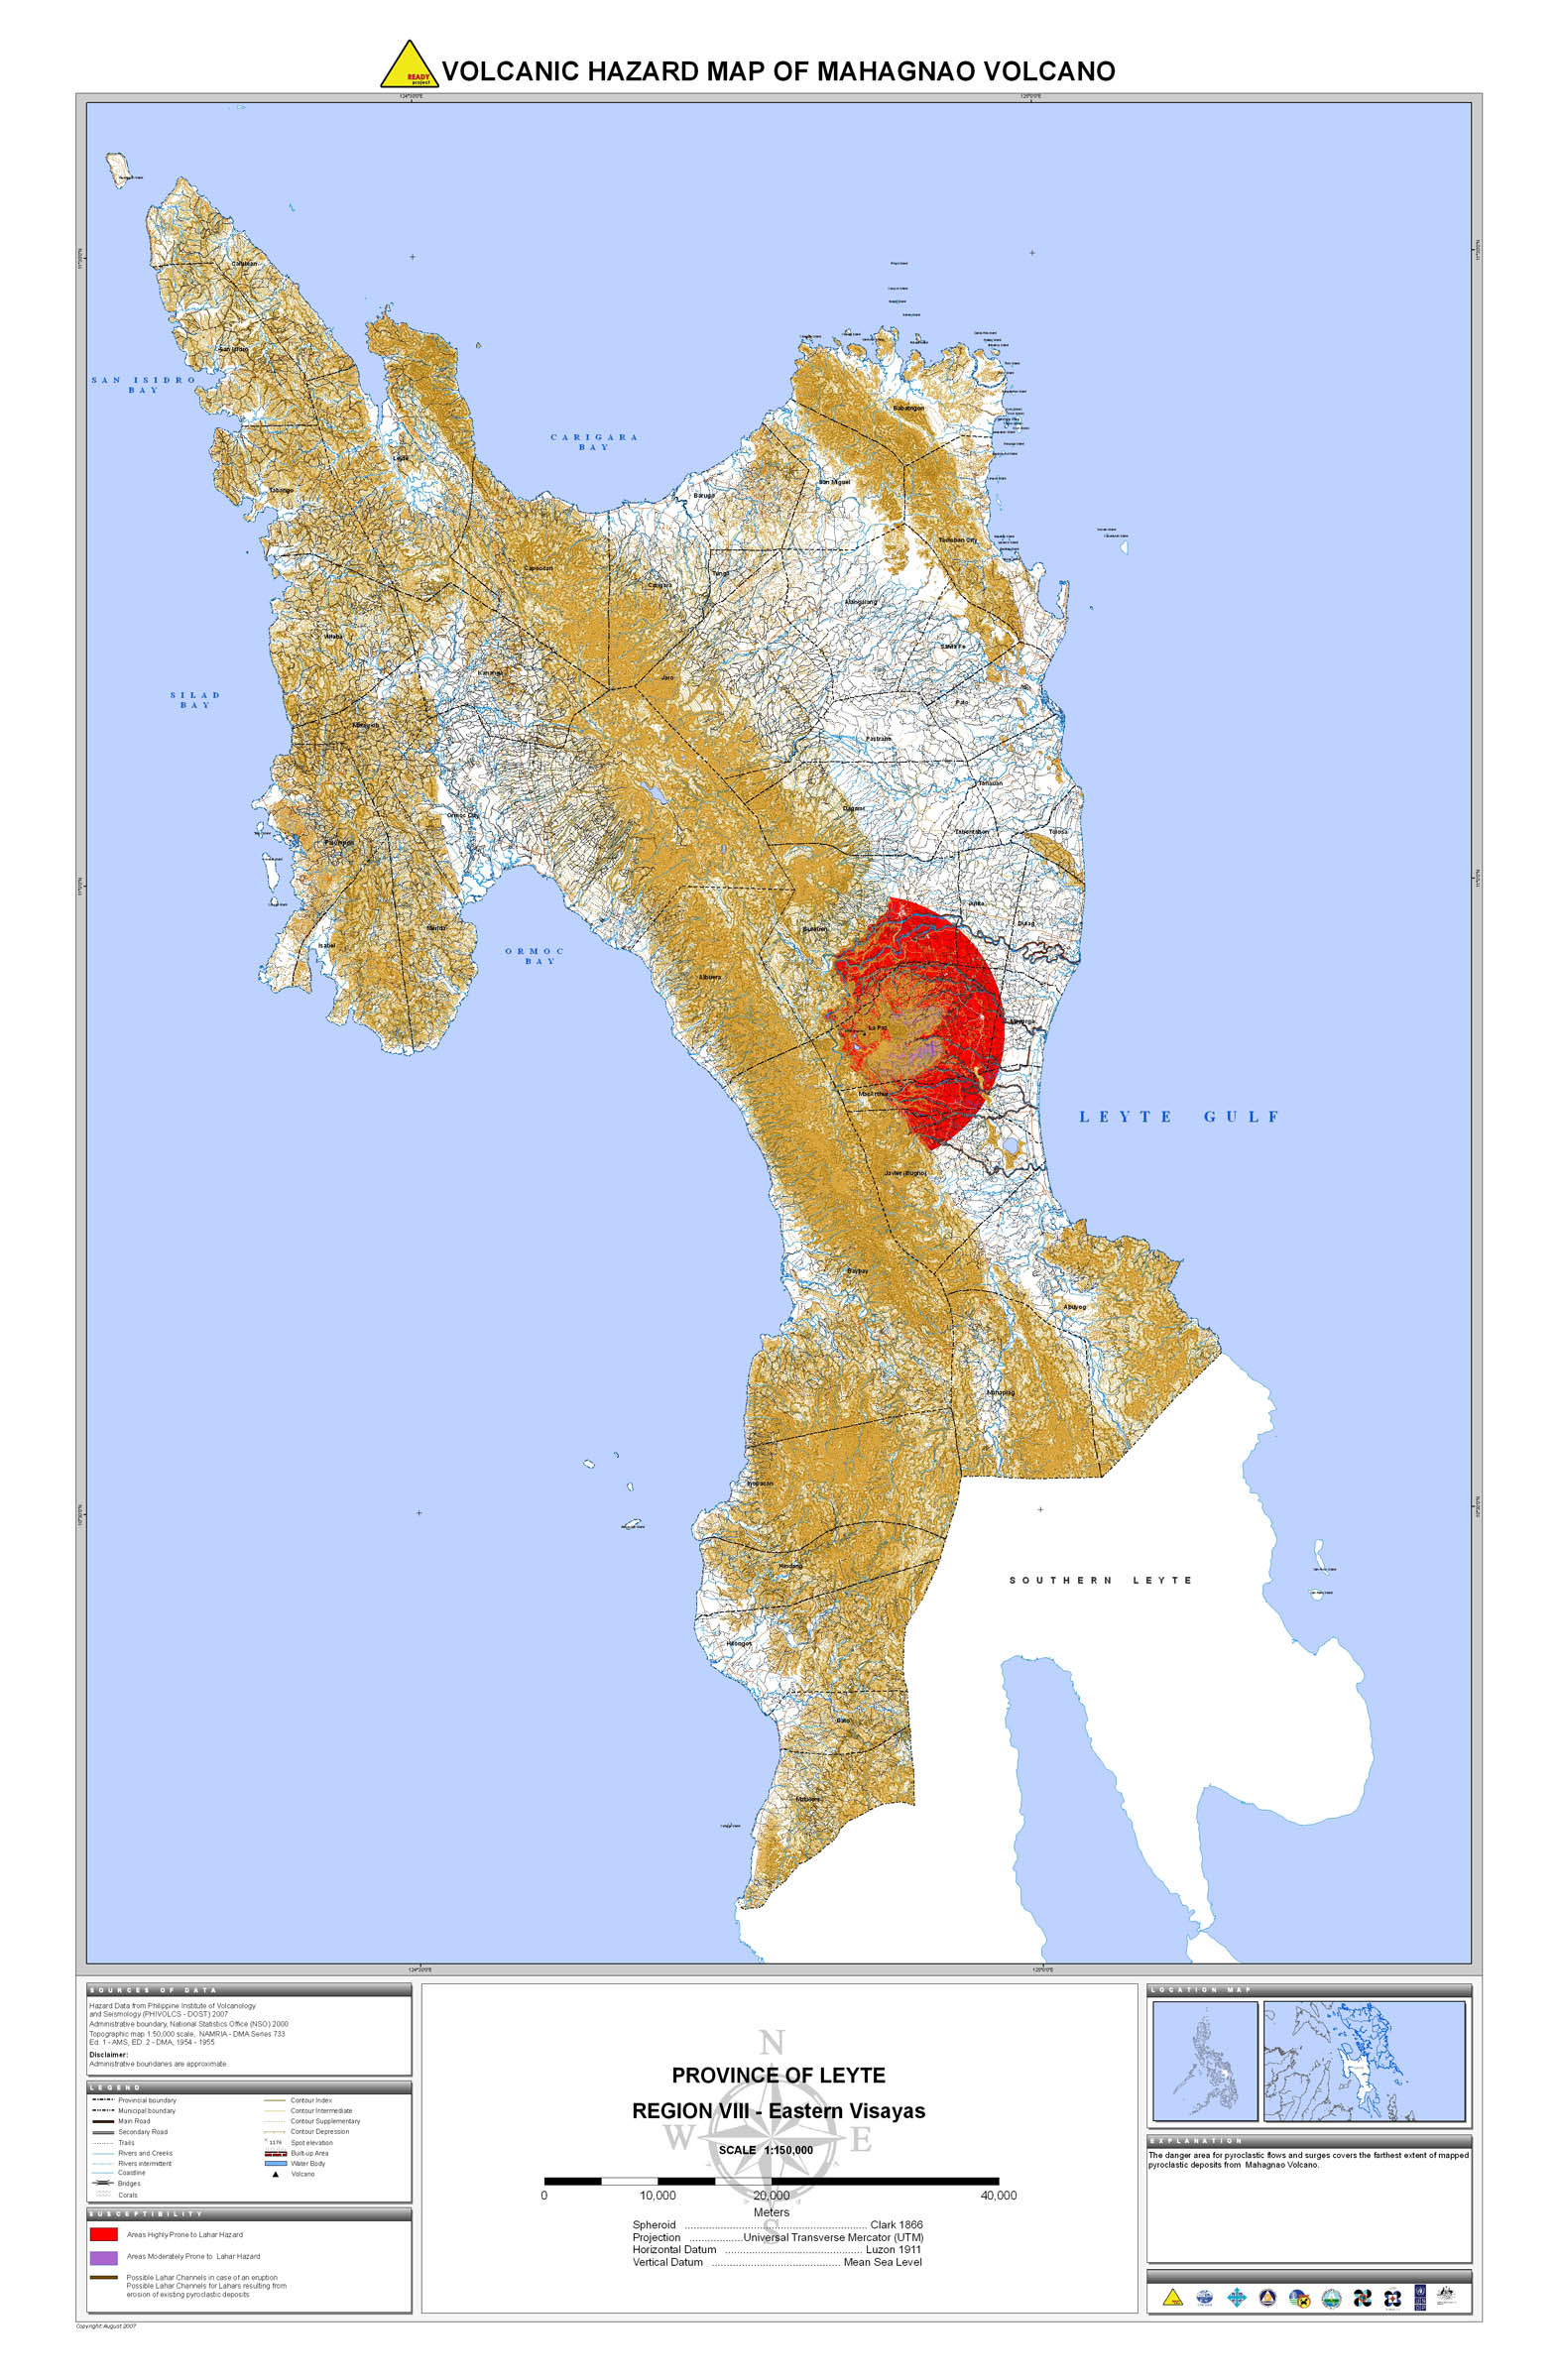 READY
project
VOLCANIC HAZARD MAP OF MAHAGNAO VOLCANO
Calubian
San Isidro
SAN ISIDRO
BAY
CARIGARA
BAY
Babatngon
Leyte
Tabango
San Miguel
Barugo
Tacloban City
Capoocan
Carigara
Tunga
Alangalang
Villaba
Santa Fe
Kananga
Jaro
SILAD
BAY
Palo
Matagob
Pastrana
Tanauan
Dagami
Ormoc City
Tabontabon
Tolosa
Palompon
Julita
Dulag
Burauen
Merida
Isabel
ORMOC
BAY
Albuera
La Paz
Mayorga
MacArthur
LEYTE GULF
Javier (Bugho)
Baybay
Abuyog
Mahaplag
Inopacan
Hindang
SOUTHERN LEYTE
Hilongos
Bato
Matalom
SOURCES OF DATA
Hazard Data from Philippine Institute of Volcanology
and Seismology (PHIVOLCS - DOST) 2007
Administrative boundary, National Statistics Office (NSO) 2000
Topographic map 1:50,000 scale, NAMRIA - DMA Series 733
Ed. 1 - AMS, ED. 2 - DMA, 1954 - 1955
Disclaimer:
Administrative boundaries are approximate.
LEGEND
Provincial boundary
Municipal boundary
Main Road
Secondary Road
Trails
Rivers and Creeks
Rivers intermittent
Coastline
Bridges
Corals
Contour Index
Contour Intermediate
Contour Supplementary
Contour Depression
1170 Spot elevation
Built-up Area
Water Body
Volcano
SUSCEPTIBILITY
Areas Highly Prone to Lahar Hazard
Areas Moderately Prone to Lahar Hazard
Possible Lahar Channels in case of an eruption
Possible Lahar Channels for Lahars resulting from
erosion of existing pyroclastic deposits
N
PROVINCE OF LEYTE
REGION VIII - Eastern Visayas
W E
SCALE 1:150,000
0 10,000 20,000 40,000
Meters
S
Spheroid ........ Clark 1866
Projection ........ Universal Transverse Mercator (UTM)
Horizontal Datum ........ Luzon 1911
Vertical Datum ........ Mean Sea Level
LOCATION MAP
EXPLANATION
The danger area for pyroclastic flows and surges covers the farthest extent of mapped
pyroclastic deposits from Mahagnao Volcano.
Copyright: August 2007